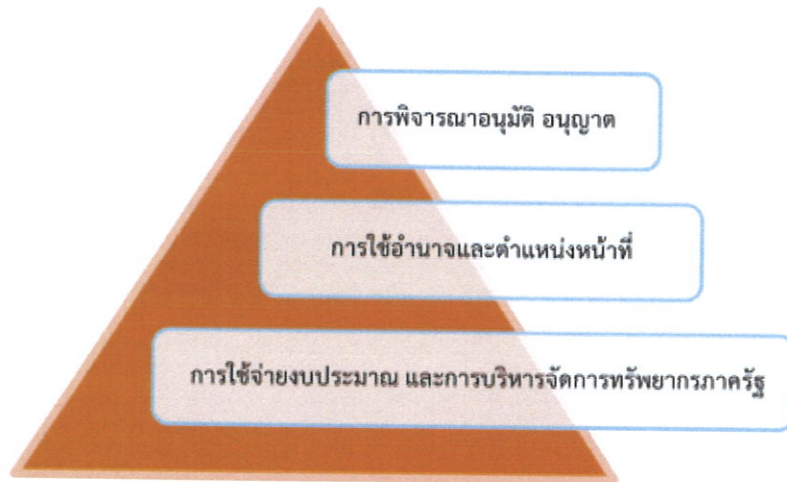 การพิจารณาอนุมัติ อนุญาต
การใช้อำนาจและตำแหน่งหน้าที่
การใช้จ่ายงบประมาณ และการบริหารจัดการทรัพยากรภาครัฐ